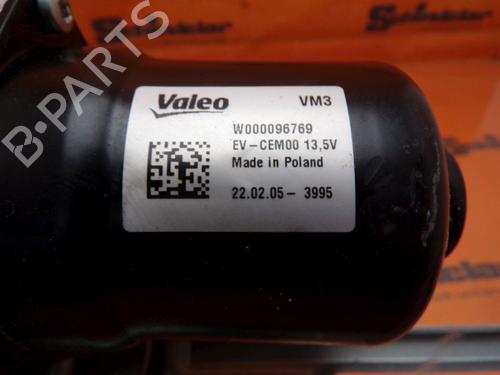 Valeo VM3
W000096769
EV-CEM00 13,5V
Made in Poland
22.02.05- 3995
B-PARTS